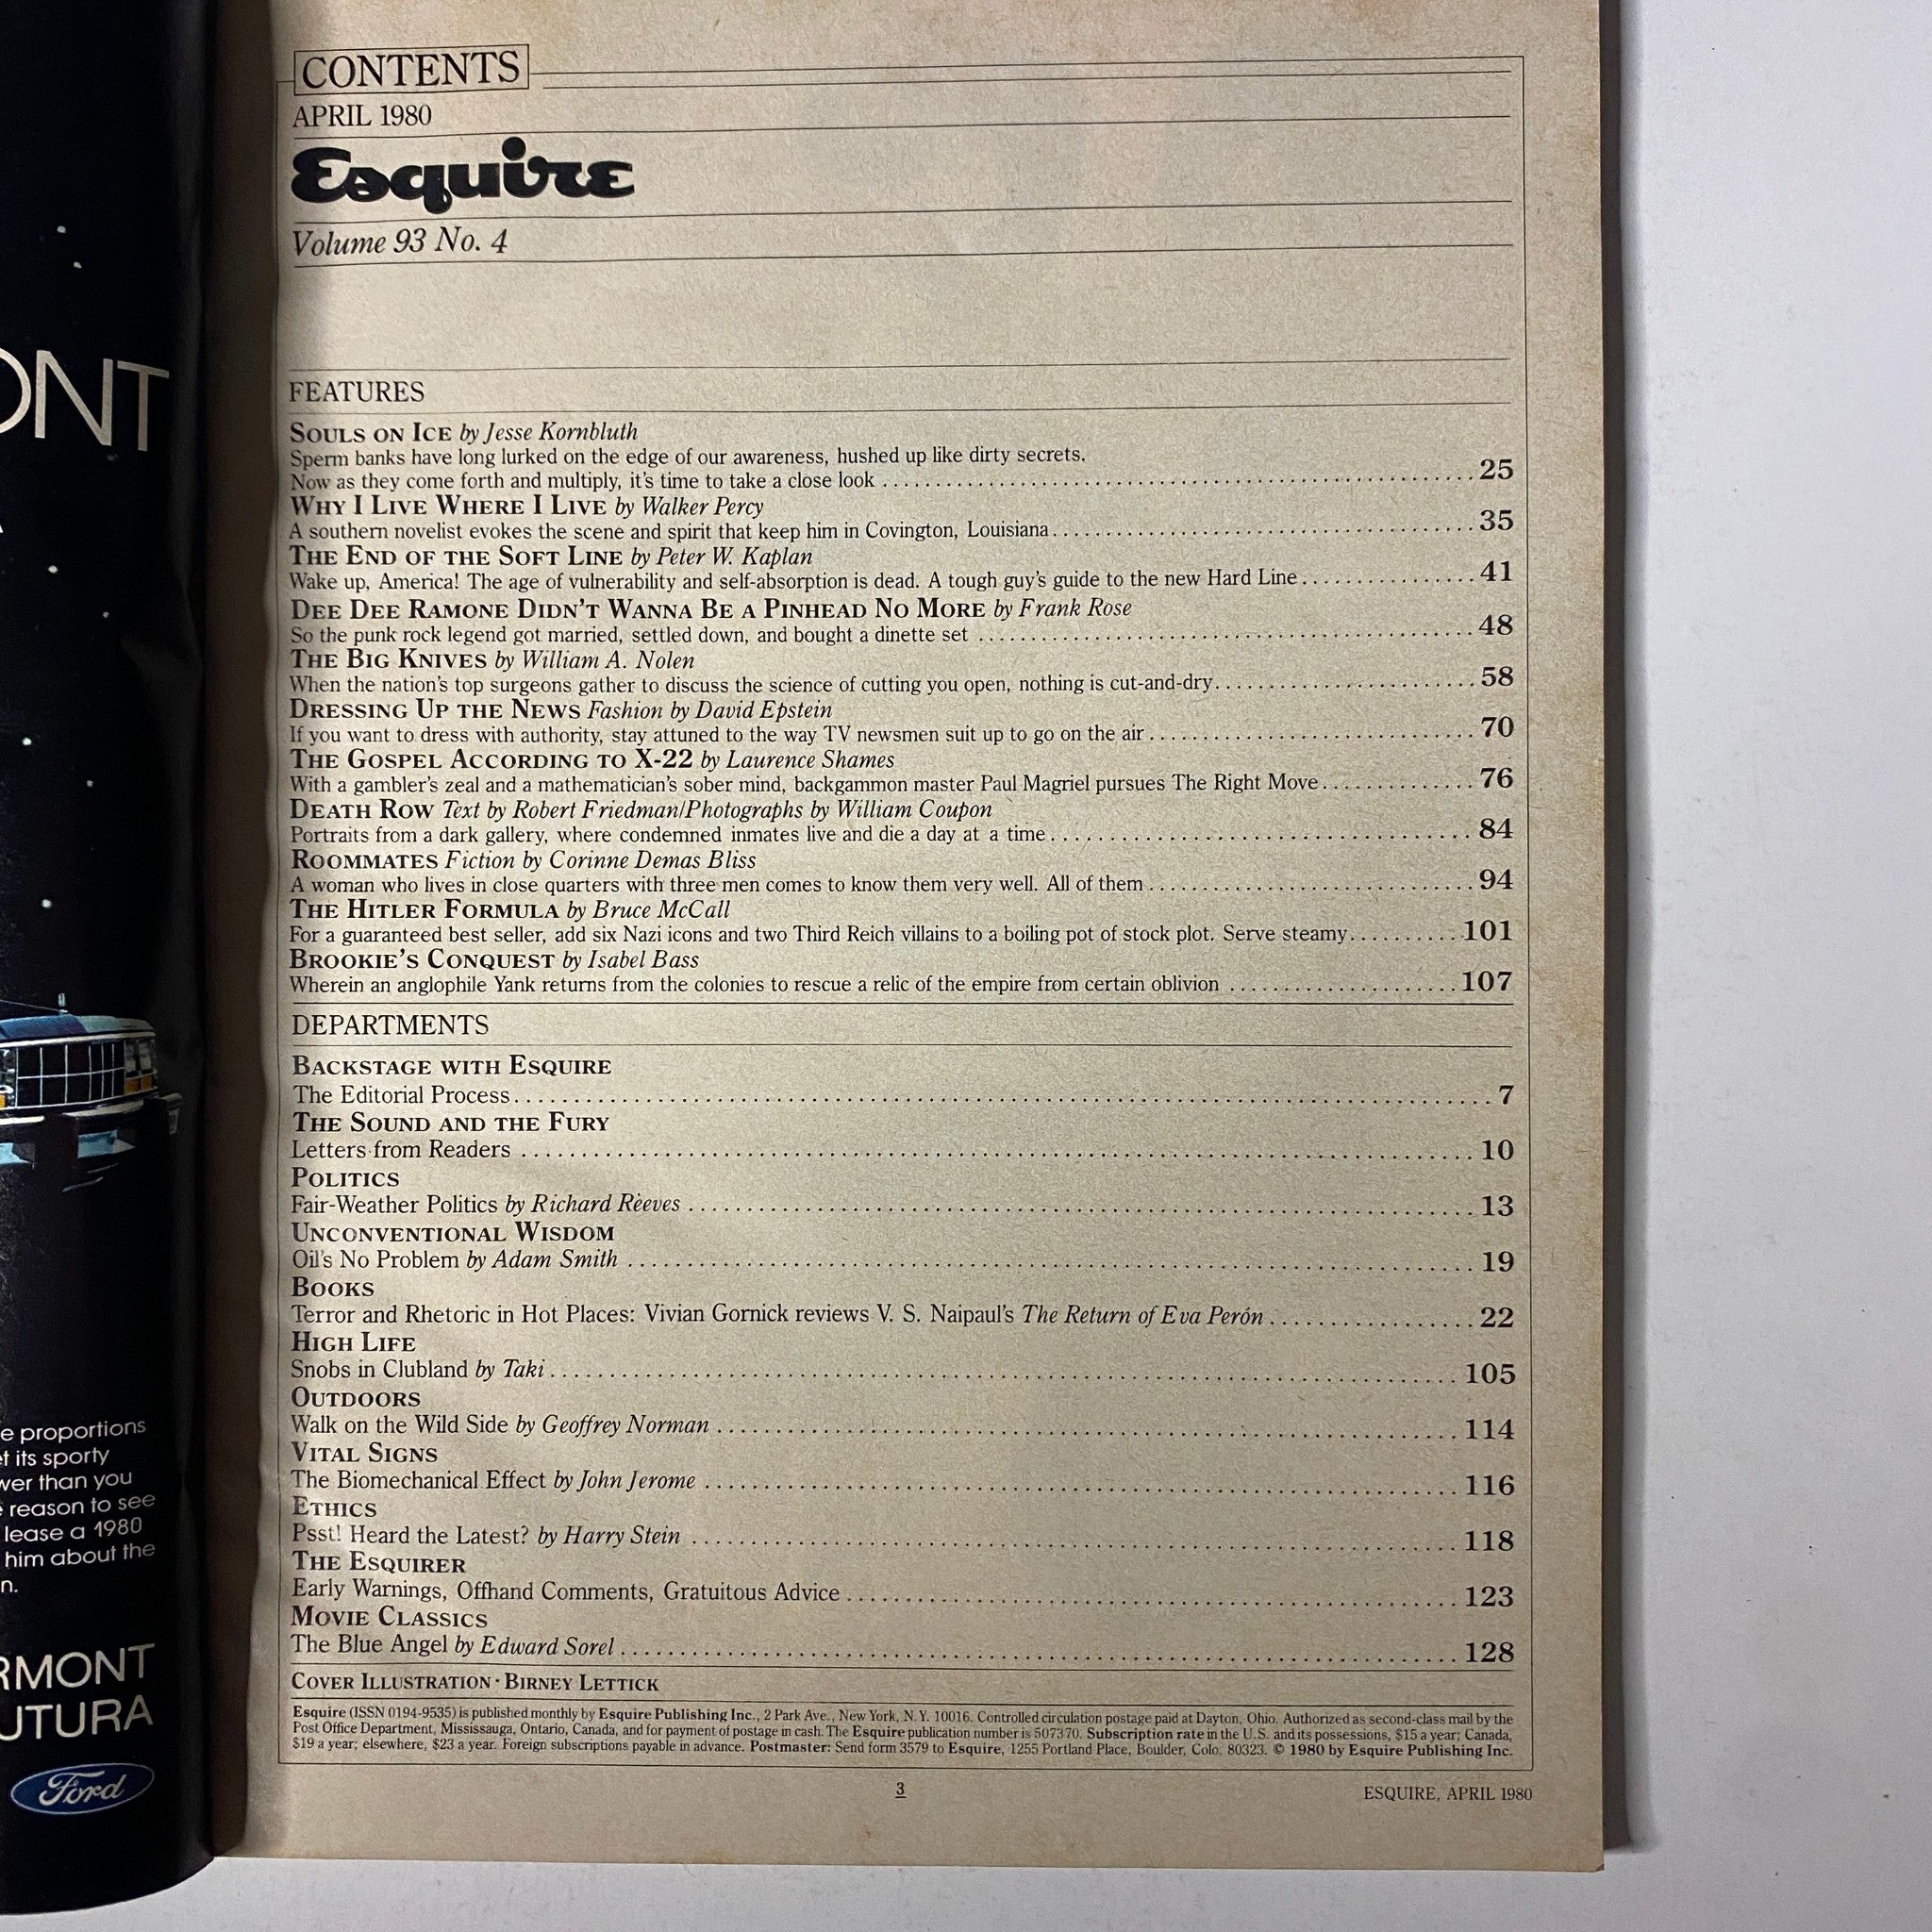 CONTENTS
APRIL 1980
Esquire
Volume 93 No. 4
FEATURES
SOULS ON ICE by Jesse Kornbluth
Sperm banks have long lurked on the edge of our awareness, hushed up like dirty secrets.
Now as they come forth and multiply, it's time to take a close look ........ 25
WHY I LIVE WHERE I LIVE by Walker Percy
A southern novelist evokes the scene and spirit that keep him in Covington, Louisiana ........ 35
THE END OF THE SOFT LINE by Peter W. Kaplan
Wake up, America! The age of vulnerability and self-absorption is dead. A tough guy's guide to the new Hard Line ........ 41
DEE DEE RAMONE DIDN'T WANNA BE A PINHEAD NO MORE by Frank Rose
So the punk rock legend got married, settled down, and bought a dinette set ........ 48
THE BIG KNIVES by William A. Nolen
When the nation's top surgeons gather to discuss the science of cutting you open, nothing is cut-and-dry ........ 58
DRESSING UP THE NEWS Fashion by David Epstein
If you want to dress with authority, stay attuned to the way TV newsmen suit up to go on the air ........ 70
THE GOSPEL ACCORDING TO X-22 by Laurence Shames
With a gambler's zeal and a mathematician's sober mind, backgammon master Paul Magriel pursues The Right Move ........ 76
DEATH ROW Text by Robert Friedman/Photographs by William Coupon
Portraits from a dark gallery, where condemned inmates live and die a day at a time ........ 84
ROOMMATES Fiction by Corinne Demas Bliss
A woman who lives in close quarters with three men comes to know them very well. All of them ........ 94
THE HITLER FORMULA by Bruce McCall
For a guaranteed best seller, add six Nazi icons and two Third Reich villains to a boiling pot of stock plot. Serve steamy ........ 101
BROOKIE'S CONQUEST by Isabel Bass
Wherein an anglophile Yank returns from the colonies to rescue a relic of the empire from certain oblivion ........ 107
DEPARTMENTS
BACKSTAGE WITH ESQUIRE
The Editorial Process ........ 7
THE SOUND AND THE FURY
Letters from Readers ........ 10
POLITICS
Fair-Weather Politics by Richard Reeves ........ 13
UNCONVENTIONAL WISDOM
Oil's No Problem by Adam Smith ........ 19
BOOKS
Terror and Rhetoric in Hot Places: Vivian Gornick reviews V. S. Naipaul's The Return of Eva Perón ........ 22
HIGH LIFE
Snobs in Clubland by Taki ........ 105
OUTDOORS
Walk on the Wild Side by Geoffrey Norman ........ 114
VITAL SIGNS
The Biomechanical Effect by John Jerome ........ 116
ETHICS
Psst! Heard the Latest? by Harry Stein ........ 118
THE ESQUIRER
Early Warnings, Offhand Comments, Gratuitous Advice ........ 123
MOVIE CLASSICS
The Blue Angel by Edward Sorel ........ 128
COVER ILLUSTRATION · BIRNEY LETTICK
Esquire (ISSN 0194-9535) is published monthly by Esquire Publishing Inc., 2 Park Ave., New York, N.Y. 10016. Controlled circulation postage paid at Dayton, Ohio. Authorized as second-class mail by the
Post Office Department, Mississauga, Ontario, Canada, and for payment of postage in cash. The Esquire publication number is 507370. Subscription rate in the U.S. and its possessions, $15 a year; Canada,
$19 a year; elsewhere, $23 a year. Foreign subscriptions payable in advance. Postmaster: Send form 3579 to Esquire, 1255 Portland Place, Boulder, Colo. 80323. © 1980 by Esquire Publishing Inc.
3
ESQUIRE, APRIL 1980
ONT
e proportions
its sporty
than you
reason to see
lease a 1980
him about the
n.
RMONT
UTURA
Ford